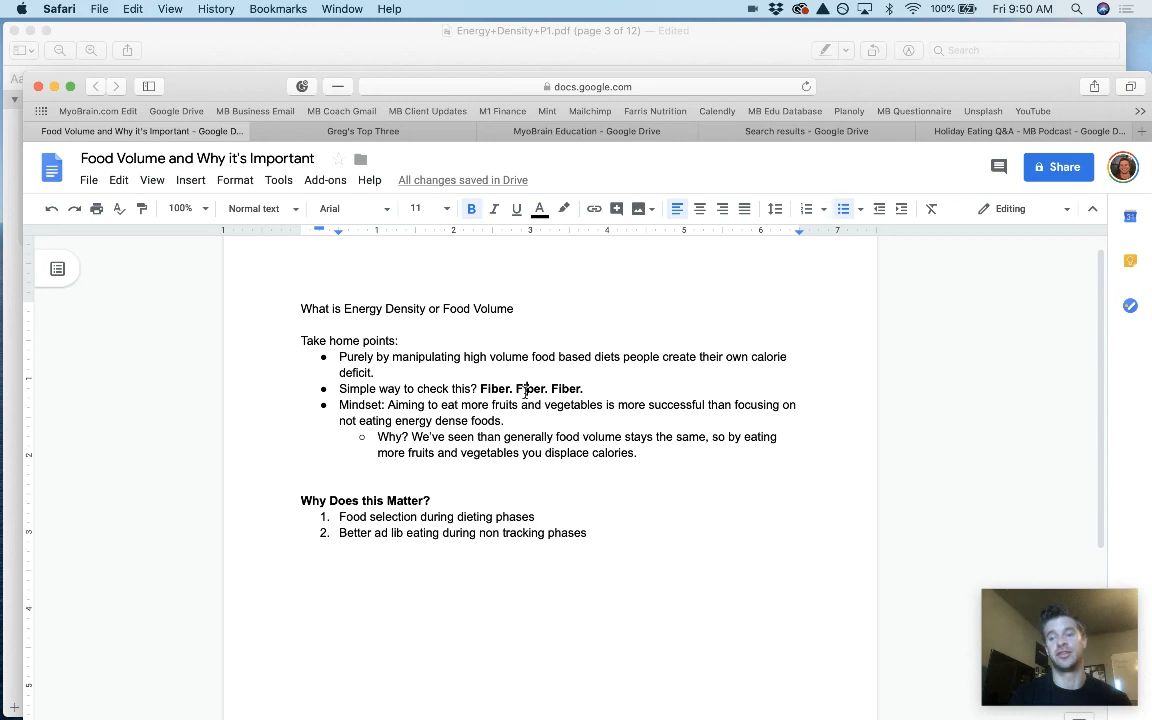 Safari File Edit View History Bookmarks Window Help 100% Fri 9:50 AM
Energy+Density+P1.pdf (page 3 of 12) — Edited
Search
docs.google.com
MyoBrain.com Edit Google Drive MB Business Email MB Coach Gmail MB Client Updates M1 Finance Mint Mailchimp Farris Nutrition Calendly MB Edu Database Planoly MB Questionnaire Unsplash YouTube
Food Volume and Why it's Important - Google D... Greg's Top Three MyoBrain Education - Google Drive Search results - Google Drive Holiday Eating Q&A - MB Podcast - Google D...
Food Volume and Why it's Important
File Edit View Insert Format Tools Add-ons Help All changes saved in Drive
Share
100% Normal text Arial 11 B I U A Editing
1 1 2 3 4 5 6 7
What is Energy Density or Food Volume
Take home points:
● Purely by manipulating high volume food based diets people create their own calorie
deficit.
● Simple way to check this? Fiber. Fiber. Fiber.
● Mindset: Aiming to eat more fruits and vegetables is more successful than focusing on
not eating energy dense foods.
○ Why? We've seen than generally food volume stays the same, so by eating
more fruits and vegetables you displace calories.
Why Does this Matter?
1. Food selection during dieting phases
2. Better ad lib eating during non tracking phases